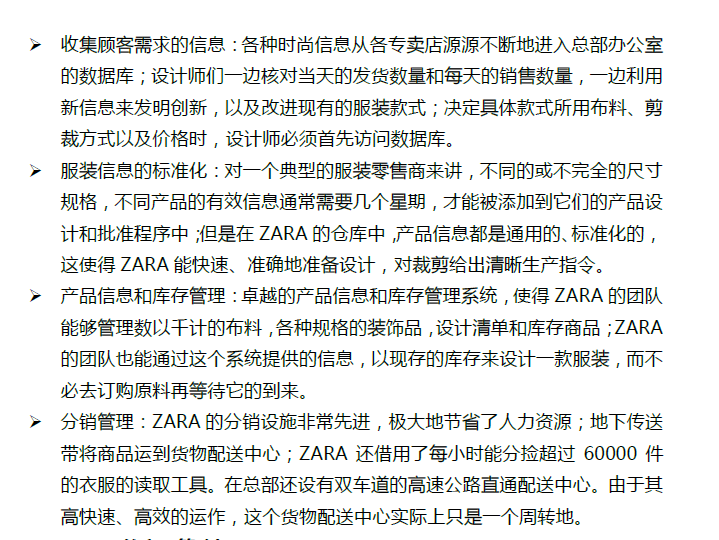 ➢ 收集顾客需求的信息：各种时尚信息从各专卖店源源不断地进入总部办公室
的数据库；设计师们一边核对当天的发货数量和每天的销售数量，一边利用
新信息来发明创新，以及改进现有的服装款式；决定具体款式所用布料、剪
裁方式以及价格时，设计师必须首先访问数据库。
➢ 服装信息的标准化：对一个典型的服装零售商来讲，不同的或不完全的尺寸
规格，不同产品的有效信息通常需要几个星期，才能被添加到它们的产品设
计和批准程序中；但是在 ZARA 的仓库中，产品信息都是通用的、标准化的，
这使得 ZARA 能快速、准确地准备设计，对裁剪给出清晰生产指令。
➢ 产品信息和库存管理：卓越的产品信息和库存管理系统，使得 ZARA 的团队
能够管理数以千计的布料，各种规格的装饰品，设计清单和库存商品；ZARA
的团队也能通过这个系统提供的信息，以现存的库存来设计一款服装，而不
必去订购原料再等待它的到来。
➢ 分销管理：ZARA 的分销设施非常先进，极大地节省了人力资源；地下传送
带将商品运到货物配送中心；ZARA 还借用了每小时能分捡超过 60000 件
的衣服的读取工具。在总部还设有双车道的高速公路直通配送中心。由于其
高快速、高效的运作，这个货物配送中心实际上只是一个周转地。